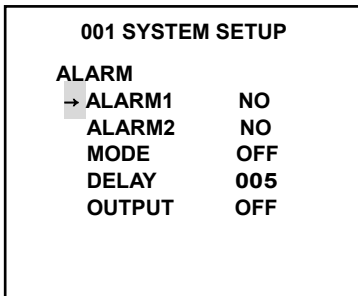 001 SYSTEM SETUP
ALARM
→ ALARM1 NO
ALARM2 NO
MODE OFF
DELAY 005
OUTPUT OFF